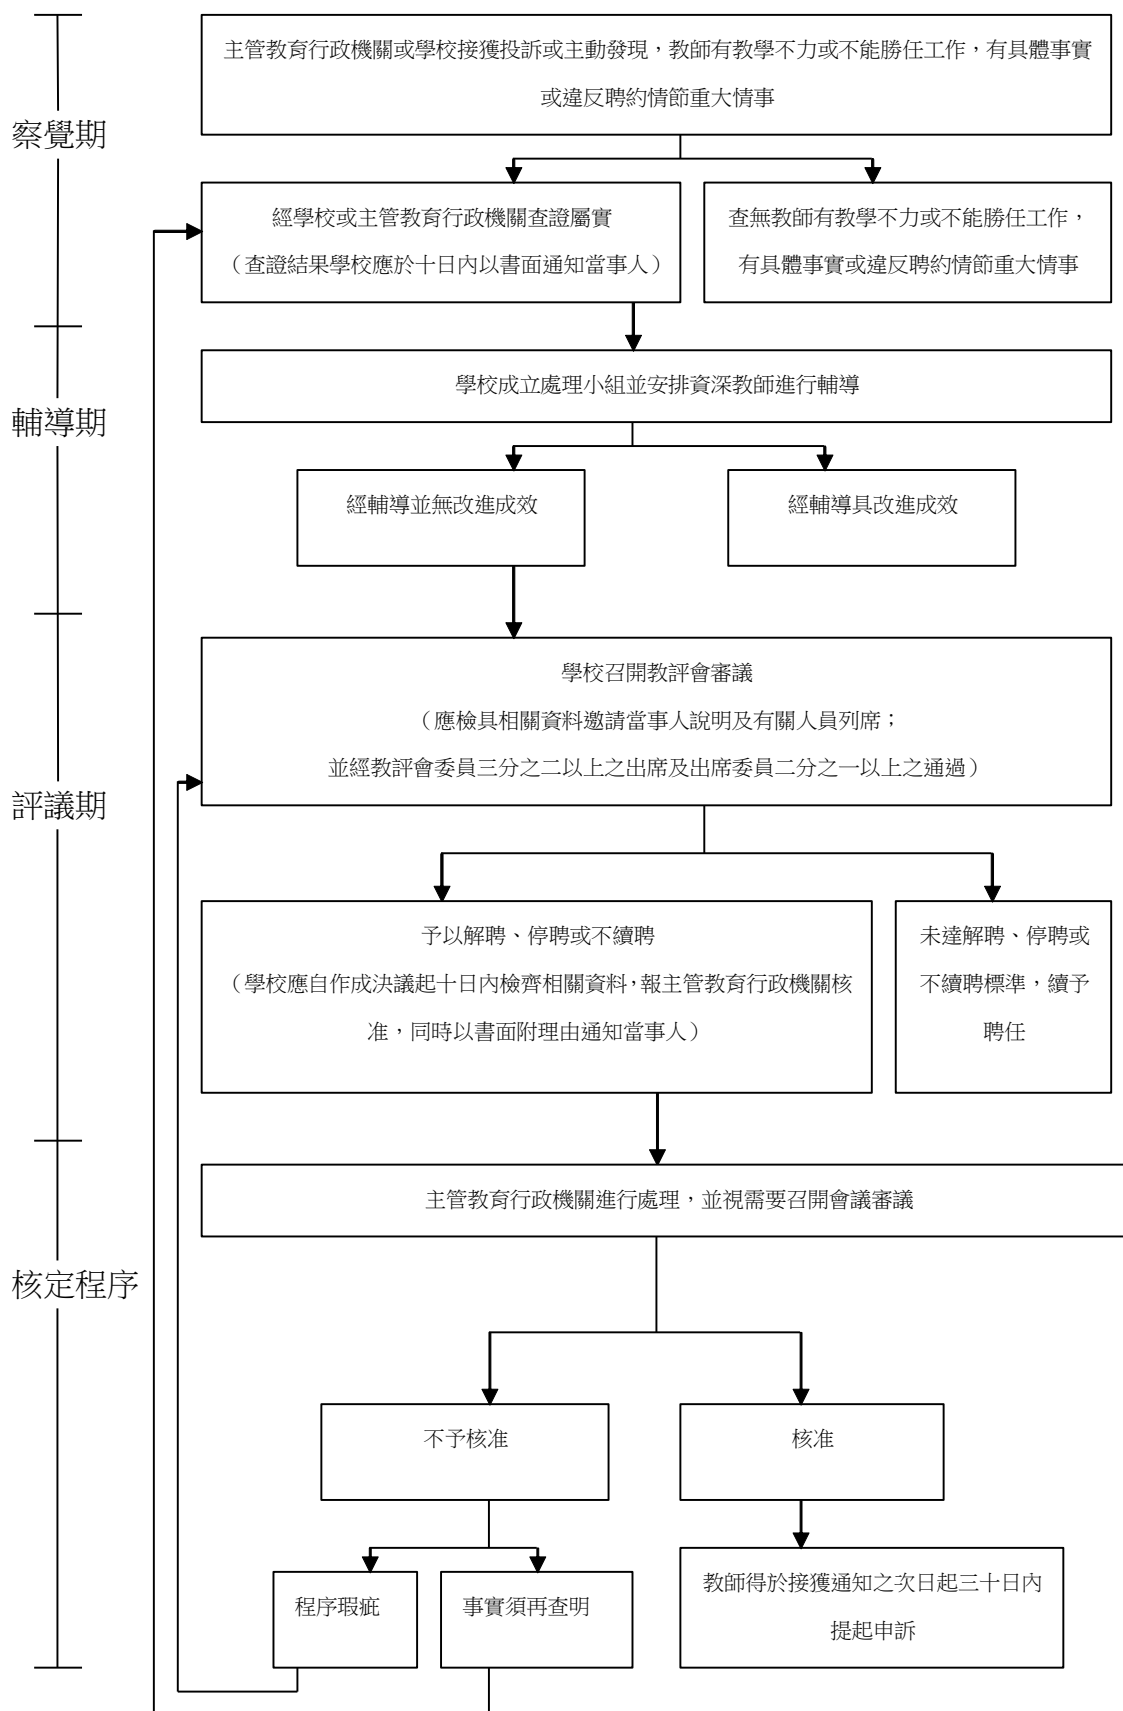 主管教育行政機關或學校接獲投訴或主動發現，教師有教學不力或不能勝任工作，有具體事實
或違反聘約情節重大情事
察覺期
經學校或主管教育行政機關查證屬實
（查證結果學校應於十日內以書面通知當事人）
查無教師有教學不力或不能勝任工作，
有具體事實或違反聘約情節重大情事
學校成立處理小組並安排資深教師進行輔導
輔導期
經輔導並無改進成效
經輔導具改進成效
學校召開教評會審議
（應檢具相關資料邀請當事人說明及有關人員列席；
並經教評會委員三分之二以上之出席及出席委員二分之一以上之通過）
評議期
予以解聘、停聘或不續聘
（學校應自作成決議起十日內檢齊相關資料，報主管教育行政機關核
准，同時以書面附理由通知當事人）
未達解聘、停聘或
不續聘標準，續予
聘任
主管教育行政機關進行處理，並視需要召開會議審議
核定程序
不予核准
核准
程序瑕疵
事實須再查明
教師得於接獲通知之次日起三十日內
提起申訴